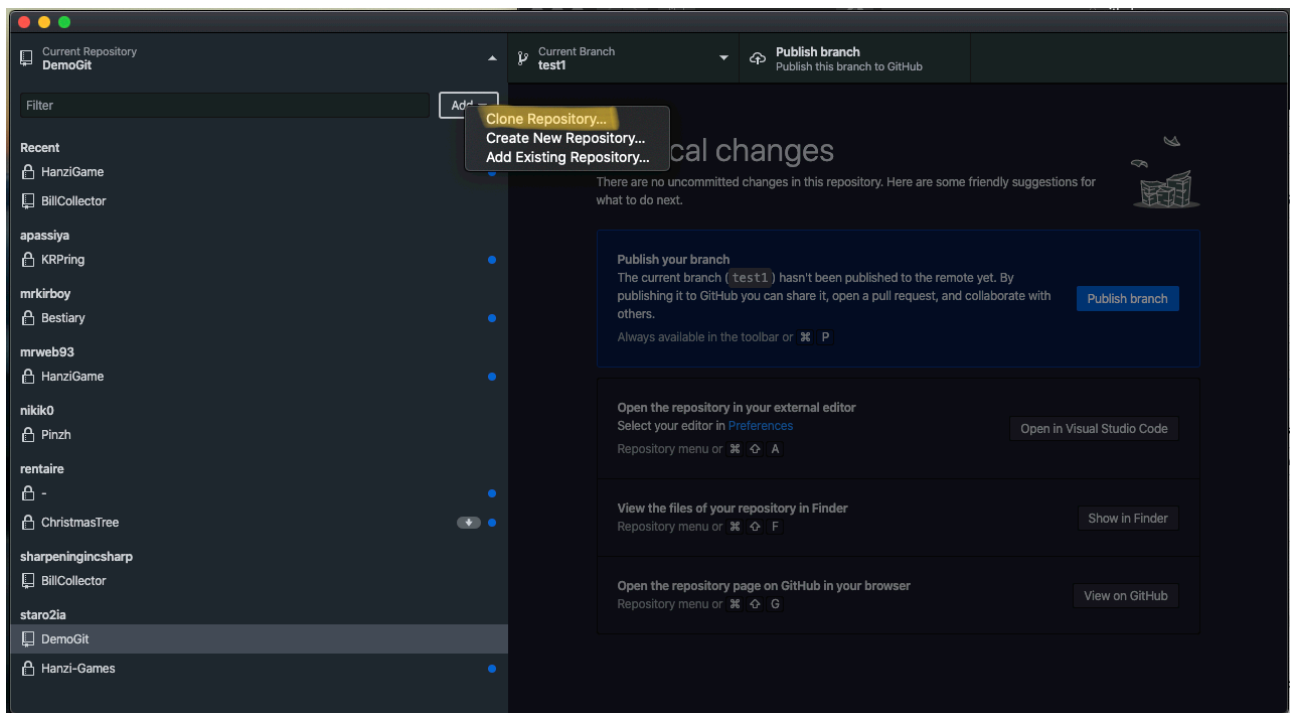 Current Repository
DemoGit
Current Branch
test1
Publish branch
Publish this branch to GitHub
Filter
Add
Clone Repository...
Create New Repository...
Add Existing Repository...
Recent
HanziGame
BillCollector
apassiya
KRPring
mrkirboy
Bestiary
mrweb93
HanziGame
nikik0
Pinzh
rentaire
-
ChristmasTree
sharpeningincsharp
BillCollector
staro2ia
DemoGit
Hanzi-Games
cal changes
There are no uncommitted changes in this repository. Here are some friendly suggestions for
what to do next.
Publish your branch
The current branch ( test1 ) hasn't been published to the remote yet. By
publishing it to GitHub you can share it, open a pull request, and collaborate with
others.
Always available in the toolbar or ⌘ P
Publish branch
Open the repository in your external editor
Select your editor in Preferences
Repository menu or ⌘ ⇧ A
Open in Visual Studio Code
View the files of your repository in Finder
Repository menu or ⌘ ⇧ F
Show in Finder
Open the repository page on GitHub in your browser
Repository menu or ⌘ ⇧ G
View on GitHub